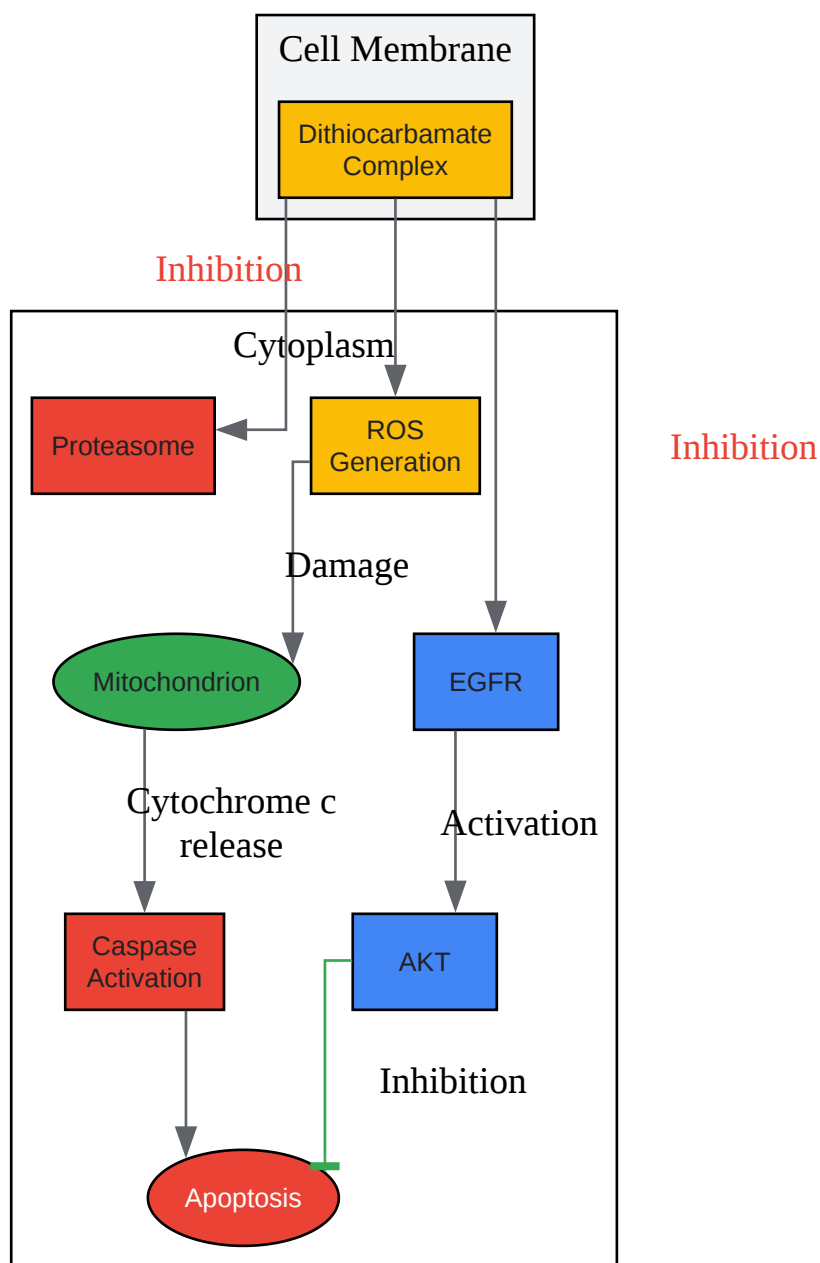 Cell Membrane
Dithiocarbamate
Complex
Inhibition
Cytoplasm
Proteasome
ROS
Generation
Inhibition
Damage
Mitochondrion
EGFR
Cytochrome c
release
Activation
Caspase
Activation
AKT
Inhibition
Apoptosis